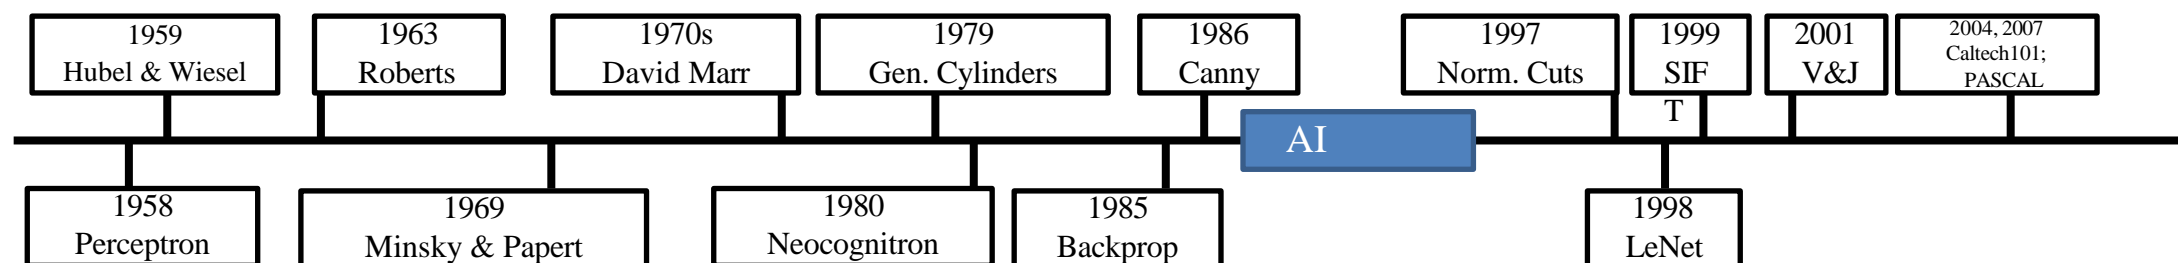 1959
Hubel & Wiesel
1963
Roberts
1970s
David Marr
1979
Gen. Cylinders
1986
Canny
1997
Norm. Cuts
1999
SIF
T
2001
V&J
2004, 2007
Caltech101;
PASCAL
AI
1958
Perceptron
1969
Minsky & Papert
1980
Neocognitron
1985
Backprop
1998
LeNet